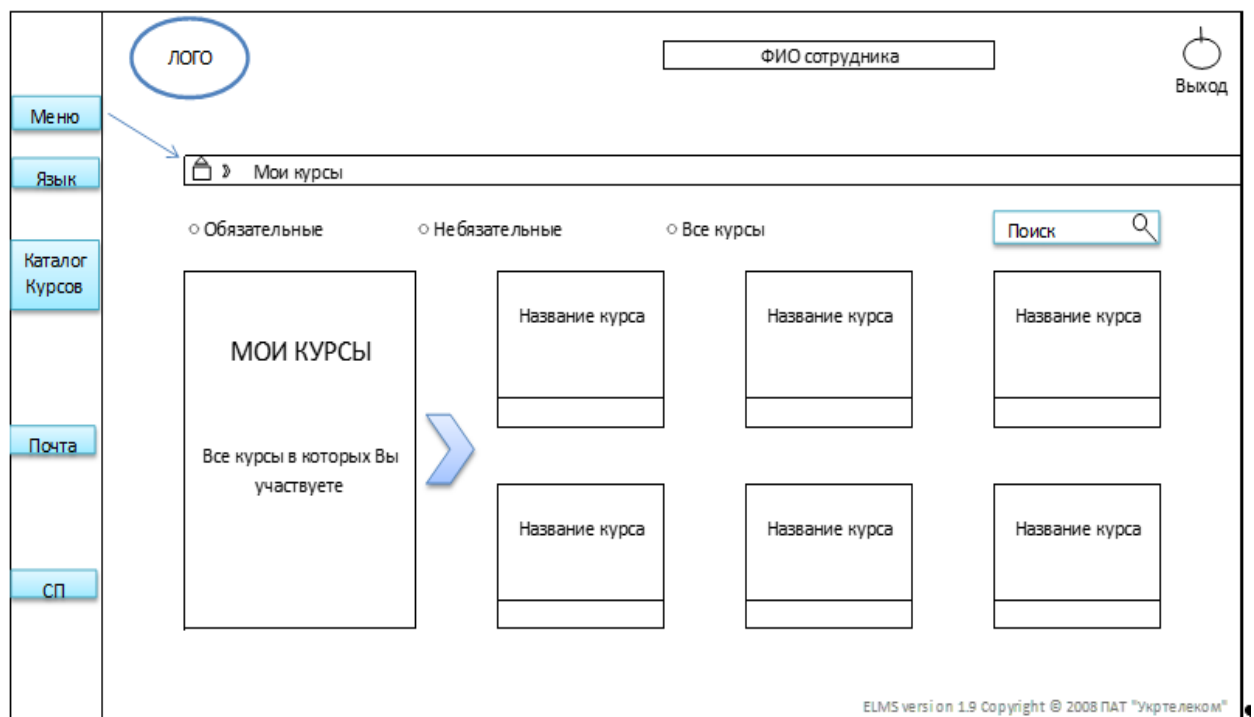 ЛОГО
ФИО сотрудника
Выход
Меню
Язык
Мои курсы
Обязательные
Небязательные
Все курсы
Поиск
Каталог
Курсов
МОИ КУРСЫ
Все курсы в которых Вы
участвуете
Название курса
Название курса
Название курса
Почта
Название курса
Название курса
Название курса
СП
ELMS version 1.9 Copyright © 2008 ПАТ "Укртелеком"